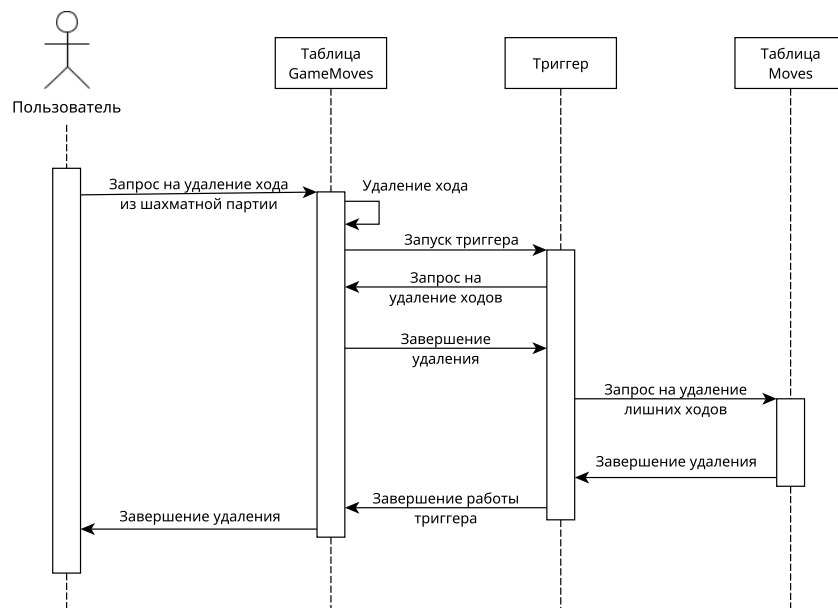 Таблица
GameMoves
Триггер
Таблица
Moves
Пользователь
Запрос на удаление хода
из шахматной партии
Удаление хода
Запуск триггера
Запрос на
удаление ходов
Завершение
удаления
Запрос на удаление
лишних ходов
Завершение удаления
Завершение работы
триггера
Завершение удаления